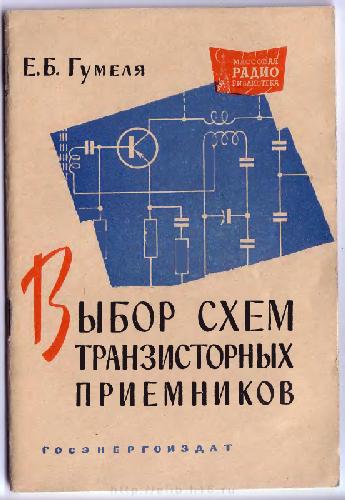 Е.Б. Гумеля
МАССОВАЯ
РАДИО
БИБЛИОТЕКА
ВЫБОР СХЕМ
ТРАНЗИСТОРНЫХ
ПРИЕМНИКОВ
ГОСЭНЕРГОИЗДАТ